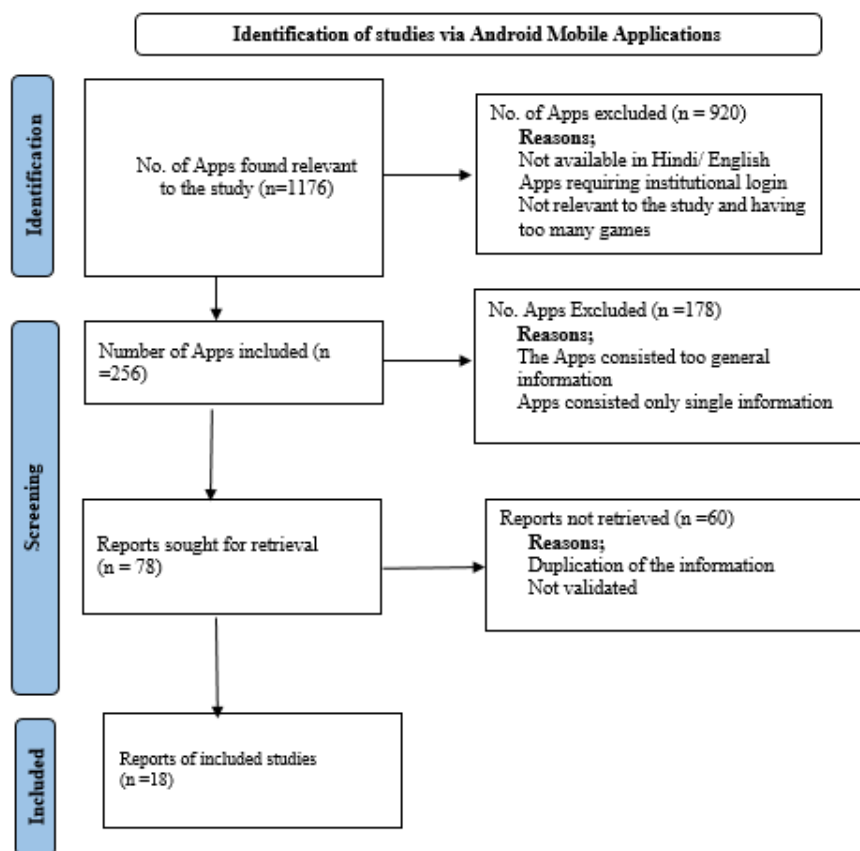 Identification of studies via Android Mobile Applications
Identification
No. of Apps found relevant
to the study (n=1176)
No. of Apps excluded (n = 920)
Reasons;
Not available in Hindi/ English
Apps requiring institutional login
Not relevant to the study and having
too many games
Screening
Number of Apps included (n
=256)
No. Apps Excluded (n =178)
Reasons;
The Apps consisted too general
information
Apps consisted only single information
Reports sought for retrieval
(n = 78)
Reports not retrieved (n =60)
Reasons;
Duplication of the information
Not validated
Included
Reports of included studies
(n =18)